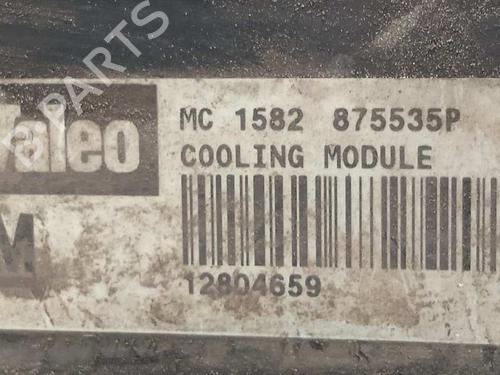 B-PARTS
Valeo
MC 1582 875535P
COOLING MODULE
M
12804659